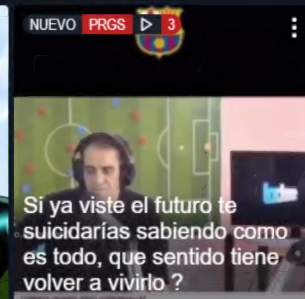 NUEVO PRGS 3
Si ya viste el futuro te
suicidarías sabiendo como
es todo, que sentido tiene
volver a vivirlo ?